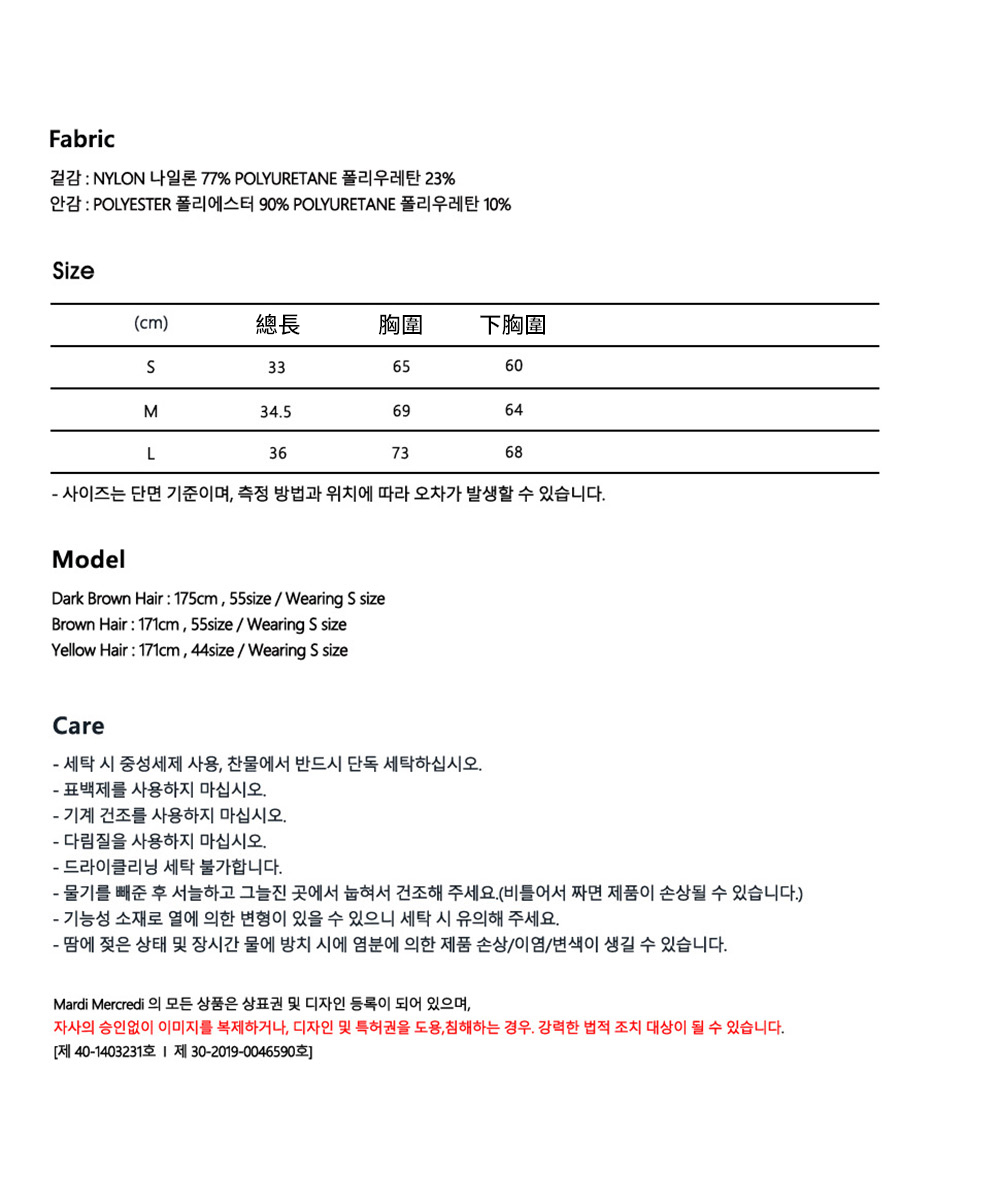 Fabric
겉감 : NYLON 나일론 77% POLYURETANE 폴리우레탄 23%
안감 : POLYESTER 폴리에스터 90% POLYURETANE 폴리우레탄 10%
Size
(cm) 總長 胸圍 下胸圍
S 33 65 60
M 34.5 69 64
L 36 73 68
- 사이즈는 단면 기준이며, 측정 방법과 위치에 따라 오차가 발생할 수 있습니다.
Model
Dark Brown Hair : 175cm , 55size / Wearing S size
Brown Hair : 171cm , 55size / Wearing S size
Yellow Hair : 171cm , 44size / Wearing S size
Care
- 세탁 시 중성세제 사용, 찬물에서 반드시 단독 세탁하십시오.
- 표백제를 사용하지 마십시오.
- 기계 건조를 사용하지 마십시오.
- 다림질을 사용하지 마십시오.
- 드라이클리닝 세탁 불가합니다.
- 물기를 빼준 후 서늘하고 그늘진 곳에서 눕혀서 건조해 주세요.(비틀어서 짜면 제품이 손상될 수 있습니다.)
- 기능성 소재로 열에 의한 변형이 있을 수 있으니 세탁 시 유의해 주세요.
- 땀에 젖은 상태 및 장시간 물에 방치 시에 염분에 의한 제품 손상/이염/변색이 생길 수 있습니다.
Mardi Mercredi 의 모든 상품은 상표권 및 디자인 등록이 되어 있으며,
자사의 승인없이 이미지를 복제하거나, 디자인 및 특허권을 도용,침해하는 경우. 강력한 법적 조치 대상이 될 수 있습니다.
[제 40-1403231호 I 제 30-2019-0046590호]